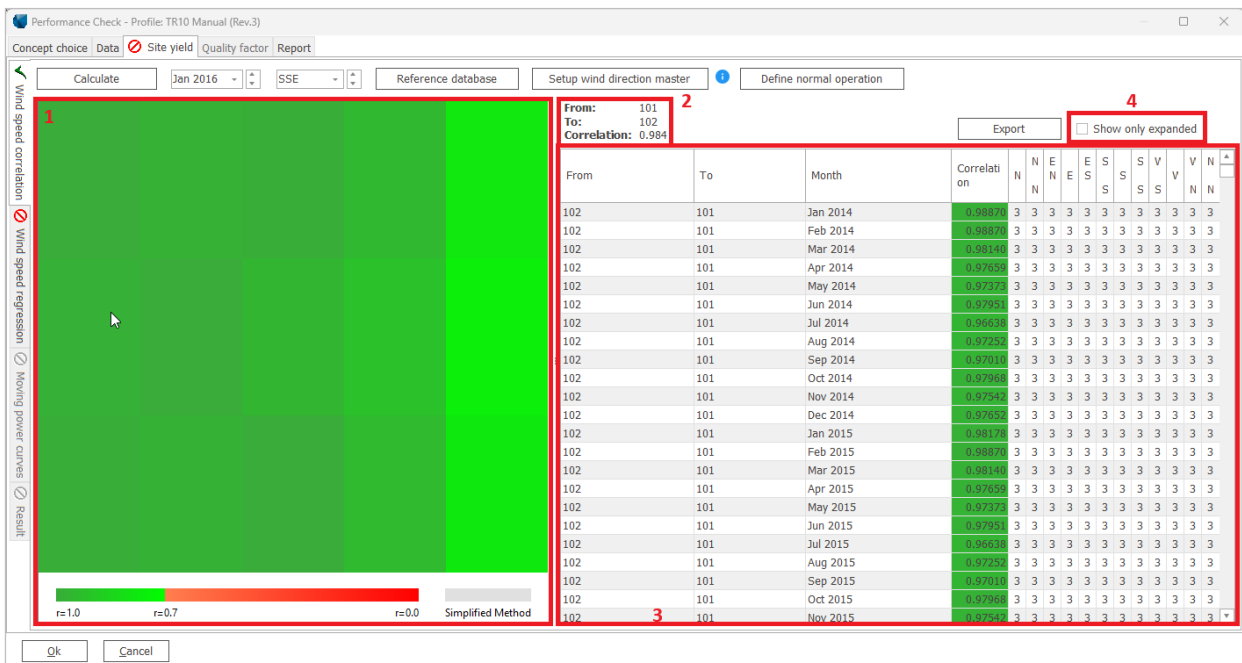 Performance Check - Profile: TR10 Manual (Rev.3)
Concept choice Data Site yield Quality factor Report
Calculate Jan 2016 SSE Reference database Setup wind direction master Define normal operation
Wind speed correlation
Wind speed regression
Moving power curves
Result
1
From: 101
To: 102
Correlation: 0.984
2
4
Export Show only expanded
From To Month Correlati on N N N E N E E S S S S S S V S V V N N N
102 101 Jan 2014 0.98870 3 3 3 3 3 3 3 3 3 3 3 3
102 101 Feb 2014 0.98870 3 3 3 3 3 3 3 3 3 3 3 3
102 101 Mar 2014 0.98140 3 3 3 3 3 3 3 3 3 3 3 3
102 101 Apr 2014 0.97659 3 3 3 3 3 3 3 3 3 3 3 3
102 101 May 2014 0.97373 3 3 3 3 3 3 3 3 3 3 3 3
102 101 Jun 2014 0.97951 3 3 3 3 3 3 3 3 3 3 3 3
102 101 Jul 2014 0.96638 3 3 3 3 3 3 3 3 3 3 3 3
102 101 Aug 2014 0.97252 3 3 3 3 3 3 3 3 3 3 3 3
102 101 Sep 2014 0.97010 3 3 3 3 3 3 3 3 3 3 3 3
102 101 Oct 2014 0.97968 3 3 3 3 3 3 3 3 3 3 3 3
102 101 Nov 2014 0.97542 3 3 3 3 3 3 3 3 3 3 3 3
102 101 Dec 2014 0.97652 3 3 3 3 3 3 3 3 3 3 3 3
102 101 Jan 2015 0.98178 3 3 3 3 3 3 3 3 3 3 3 3
102 101 Feb 2015 0.98870 3 3 3 3 3 3 3 3 3 3 3 3
102 101 Mar 2015 0.98140 3 3 3 3 3 3 3 3 3 3 3 3
102 101 Apr 2015 0.97659 3 3 3 3 3 3 3 3 3 3 3 3
102 101 May 2015 0.97373 3 3 3 3 3 3 3 3 3 3 3 3
102 101 Jun 2015 0.97951 3 3 3 3 3 3 3 3 3 3 3 3
102 101 Jul 2015 0.96638 3 3 3 3 3 3 3 3 3 3 3 3
102 101 Aug 2015 0.97252 3 3 3 3 3 3 3 3 3 3 3 3
102 101 Sep 2015 0.97010 3 3 3 3 3 3 3 3 3 3 3 3
102 101 Oct 2015 0.97968 3 3 3 3 3 3 3 3 3 3 3 3
102 101 Nov 2015 0.97542 3 3 3 3 3 3 3 3 3 3 3 3
3
r=1.0 r=0.7 r=0.0 Simplified Method
Ok Cancel